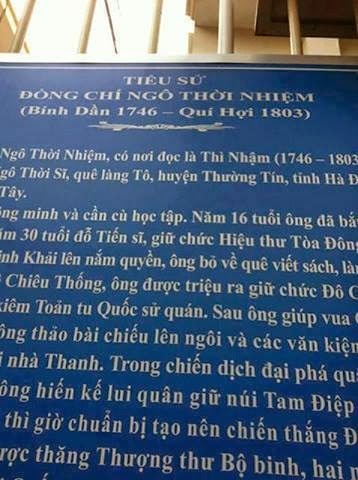 TIỂU SỬ
ĐỒNG CHÍ NGÔ THỜI NHIỆM
(Bính Dần 1746 – Quí Hợi 1803)
Ngô Thời Nhiệm, có nơi đọc là Thì Nhậm (1746 – 1803
Ngô Thời Sĩ, quê làng Tô, huyện Thường Tín, tỉnh Hà Đ
Tây.
ông minh và cần cù học tập. Năm 16 tuổi ông đã bắ
ăm 30 tuổi đỗ Tiến sĩ, giữ chức Hiệu thư Tòa Đông
ịnh Khải lên nắm quyền, ông bỏ về quê viết sách, là
Chiêu Thống, ông được triệu ra giữ chức Đô C
kiêm Toản tu Quốc sử quán. Sau ông giúp vua
ông thảo bài chiếu lên ngôi và các văn kiện
nhà Thanh. Trong chiến dịch đại phá quâ
ông hiến kế lui quân giữ núi Tam Điệp
thì giờ chuẩn bị tạo nên chiến thắng Đ
ược thăng Thượng thư Bộ binh, hai n